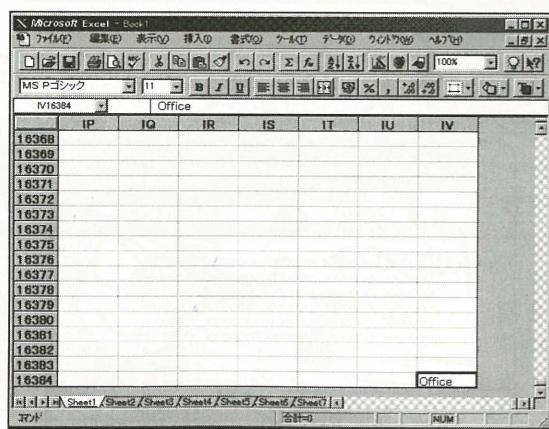 Microsoft Excel - Book1
ファイル(F) 編集(E) 表示(V) 挿入(I) 書式(O) ツール(T) データ(D) ウィンドウ(W) ヘルプ(H)
100%
MS Pゴシック 11 B I U % ,
IV16384 Office
IP IQ IR IS IT IU IV
16368
16369
16370
16371
16372
16373
16374
16375
16376
16377
16378
16379
16380
16381
16382
16383
16384 Office
Sheet1 Sheet2 Sheet3 Sheet4 Sheet5 Sheet6 Sheet7
コマンド 合計=0 NUM